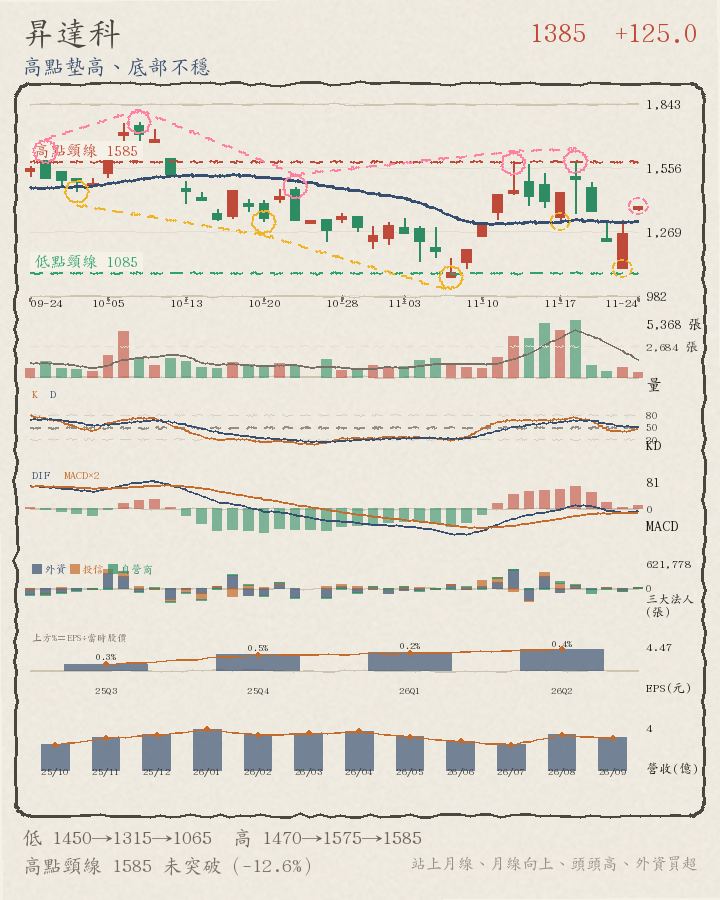 昇達科
1385 +125.0
高點墊高、底部不穩
1,843
高點頸線 1585
1,556
1,269
低點頸線 1085
982
09-24 10-05 10-13 10-20 10-28 11-03 11-10 11-17 11-24
5,368 張
2,684 張
量
K D
80
50
20
KD
DIF MACD×2
81
0
MACD
外資 投信 自營商
621,778
0
三大法人
(張)
上方%=EPS÷當時股價
0.3% 0.5% 0.2% 0.4%
4.47
25Q3 25Q4 26Q1 26Q2
EPS(元)
4
25/10 25/11 25/12 26/01 26/02 26/03 26/04 26/05 26/06 26/07 26/08 26/09
營收(億)
低 1450→1315→1065 高 1470→1575→1585
高點頸線 1585 未突破 (-12.6%)
站上月線、月線向上、頭頭高、外資買超